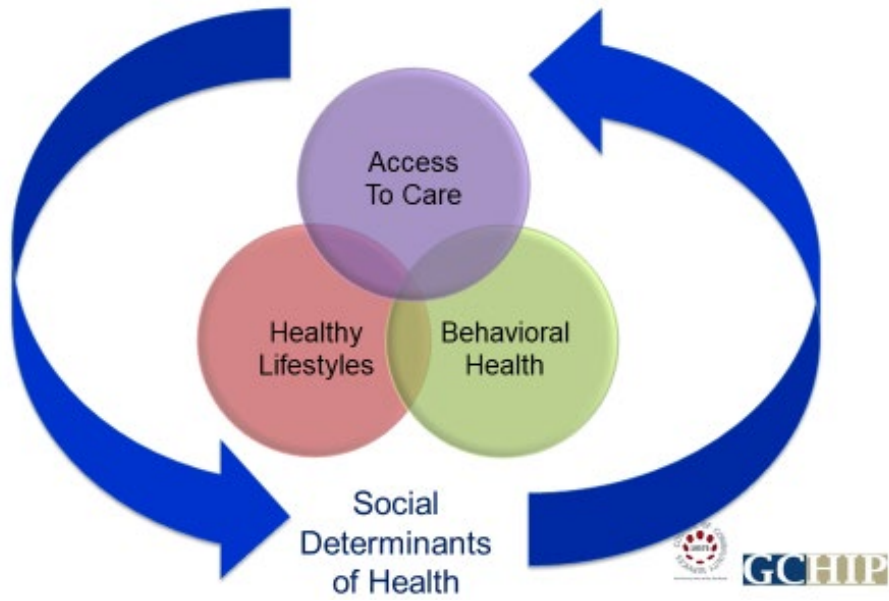 Access
To Care
Healthy
Lifestyles
Behavioral
Health
Social
Determinants
of Health
GCHIP